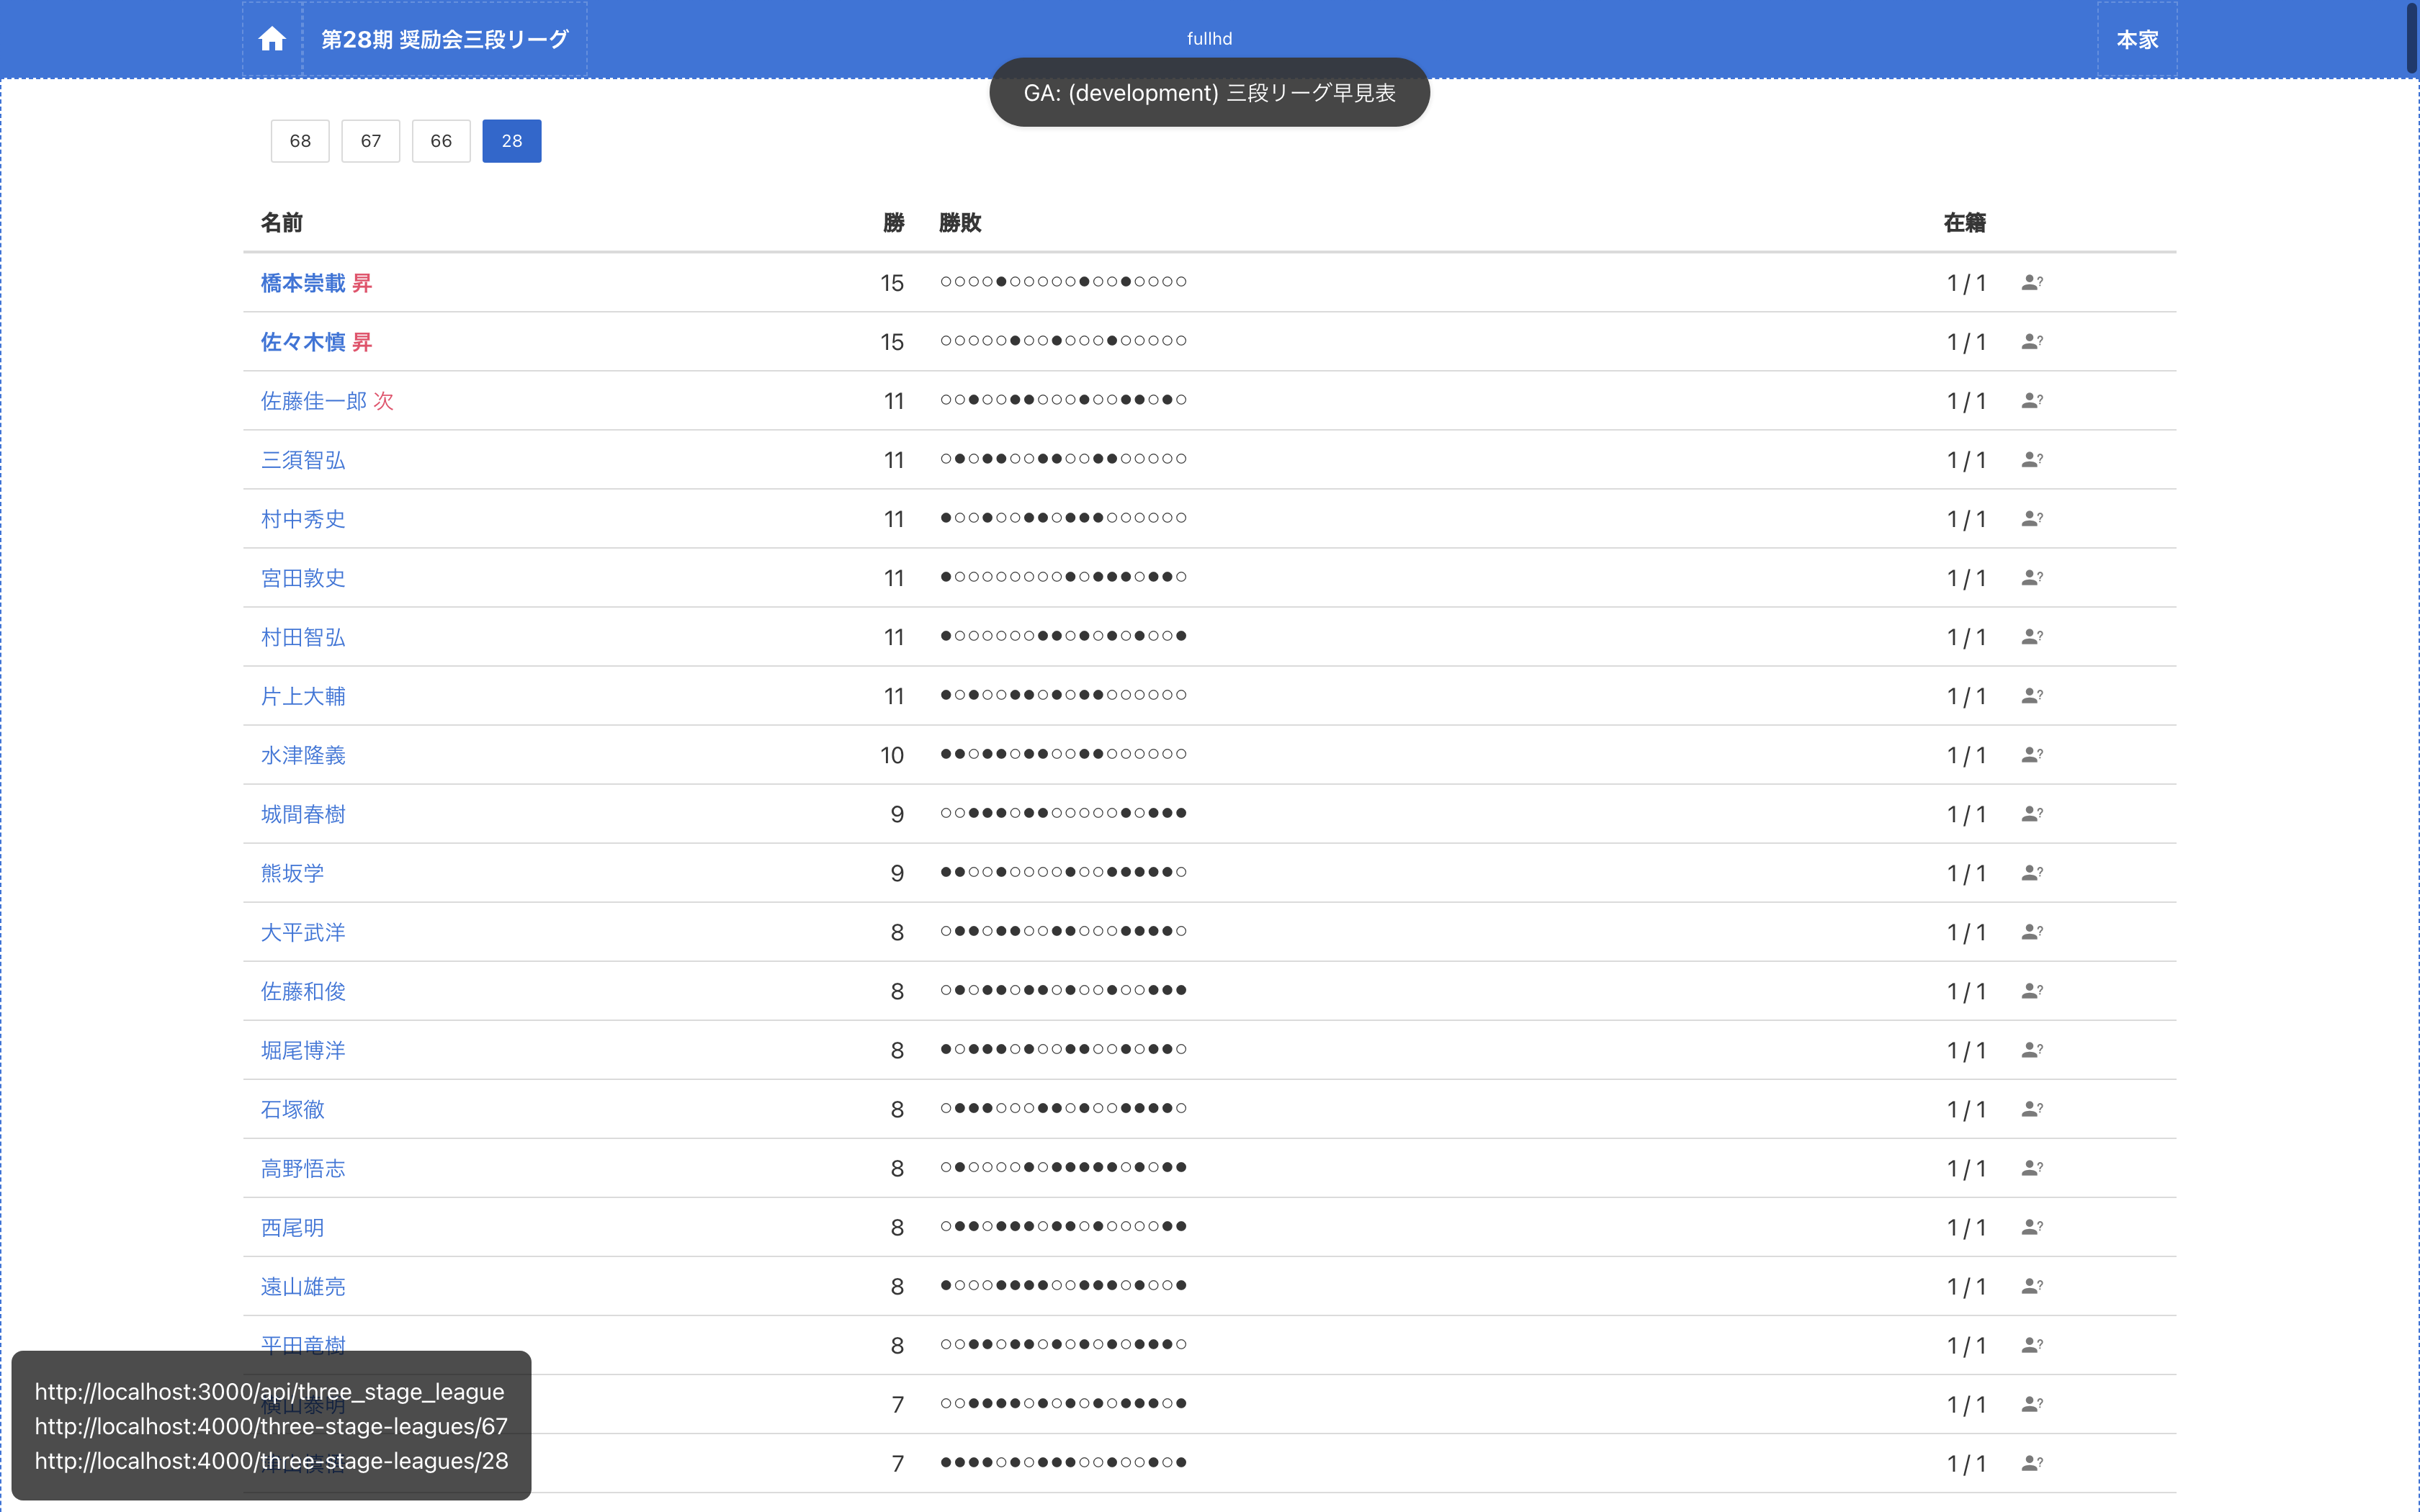 第28期 奨励会三段リーグ
fullhd
本家
GA: (development) 三段リーグ早見表
68 67 66 28
名前 勝 勝敗 在籍
橋本崇載 昇 15 ○○○○●○○○○○●○○●○○○○ 1 / 1 ?
佐々木慎 昇 15 ○○○○○●○○●○○○●○○○○○ 1 / 1 ?
佐藤佳一郎 次 11 ○○●○○●●○○○●○○●●○●○ 1 / 1 ?
三須智弘 11 ○●○●●○○●●○○●●○○○○○ 1 / 1 ?
村中秀史 11 ●○○●○○●●○●●●○○○○○○ 1 / 1 ?
宮田敦史 11 ●○○○○○○○○●○●●●○●●○ 1 / 1 ?
村田智弘 11 ●○○○○○○●●○●○●○●○○● 1 / 1 ?
片上大輔 11 ●○●○○●●○●○●●○○○○○○ 1 / 1 ?
水津隆義 10 ●●○●●○●●○○●●○○○○○○ 1 / 1 ?
城間春樹 9 ○○●●●○●●○○○○○●○●●● 1 / 1 ?
熊坂学 9 ●●○○●○○○○●○○●●●●●○ 1 / 1 ?
大平武洋 8 ○●●○●●○○●●○○○●●●●○ 1 / 1 ?
佐藤和俊 8 ○●○●●○●●○●○○●○○●●● 1 / 1 ?
堀尾博洋 8 ●○●●●○●○○●●○○●○●●○ 1 / 1 ?
石塚徹 8 ○●●●○○○●●○●○○●●●●○ 1 / 1 ?
高野悟志 8 ○●○○○○●○●●●●●○●○●● 1 / 1 ?
西尾明 8 ○●●○●●●○●●○●○○○○●● 1 / 1 ?
遠山雄亮 8 ●○○○●●●●○○●●●○●○○● 1 / 1 ?
平田竜樹 8 ○○●●○●●○●○●○●○●●●○ 1 / 1 ?
横山泰明 7 ○○●●●●○●○●○●○●●●○● 1 / 1 ?
7 ●●●●○●○●●●○○●○○●○● 1 / 1 ?
http://localhost:3000/api/three_stage_league
http://localhost:4000/three-stage-leagues/67
http://localhost:4000/three-stage-leagues/28